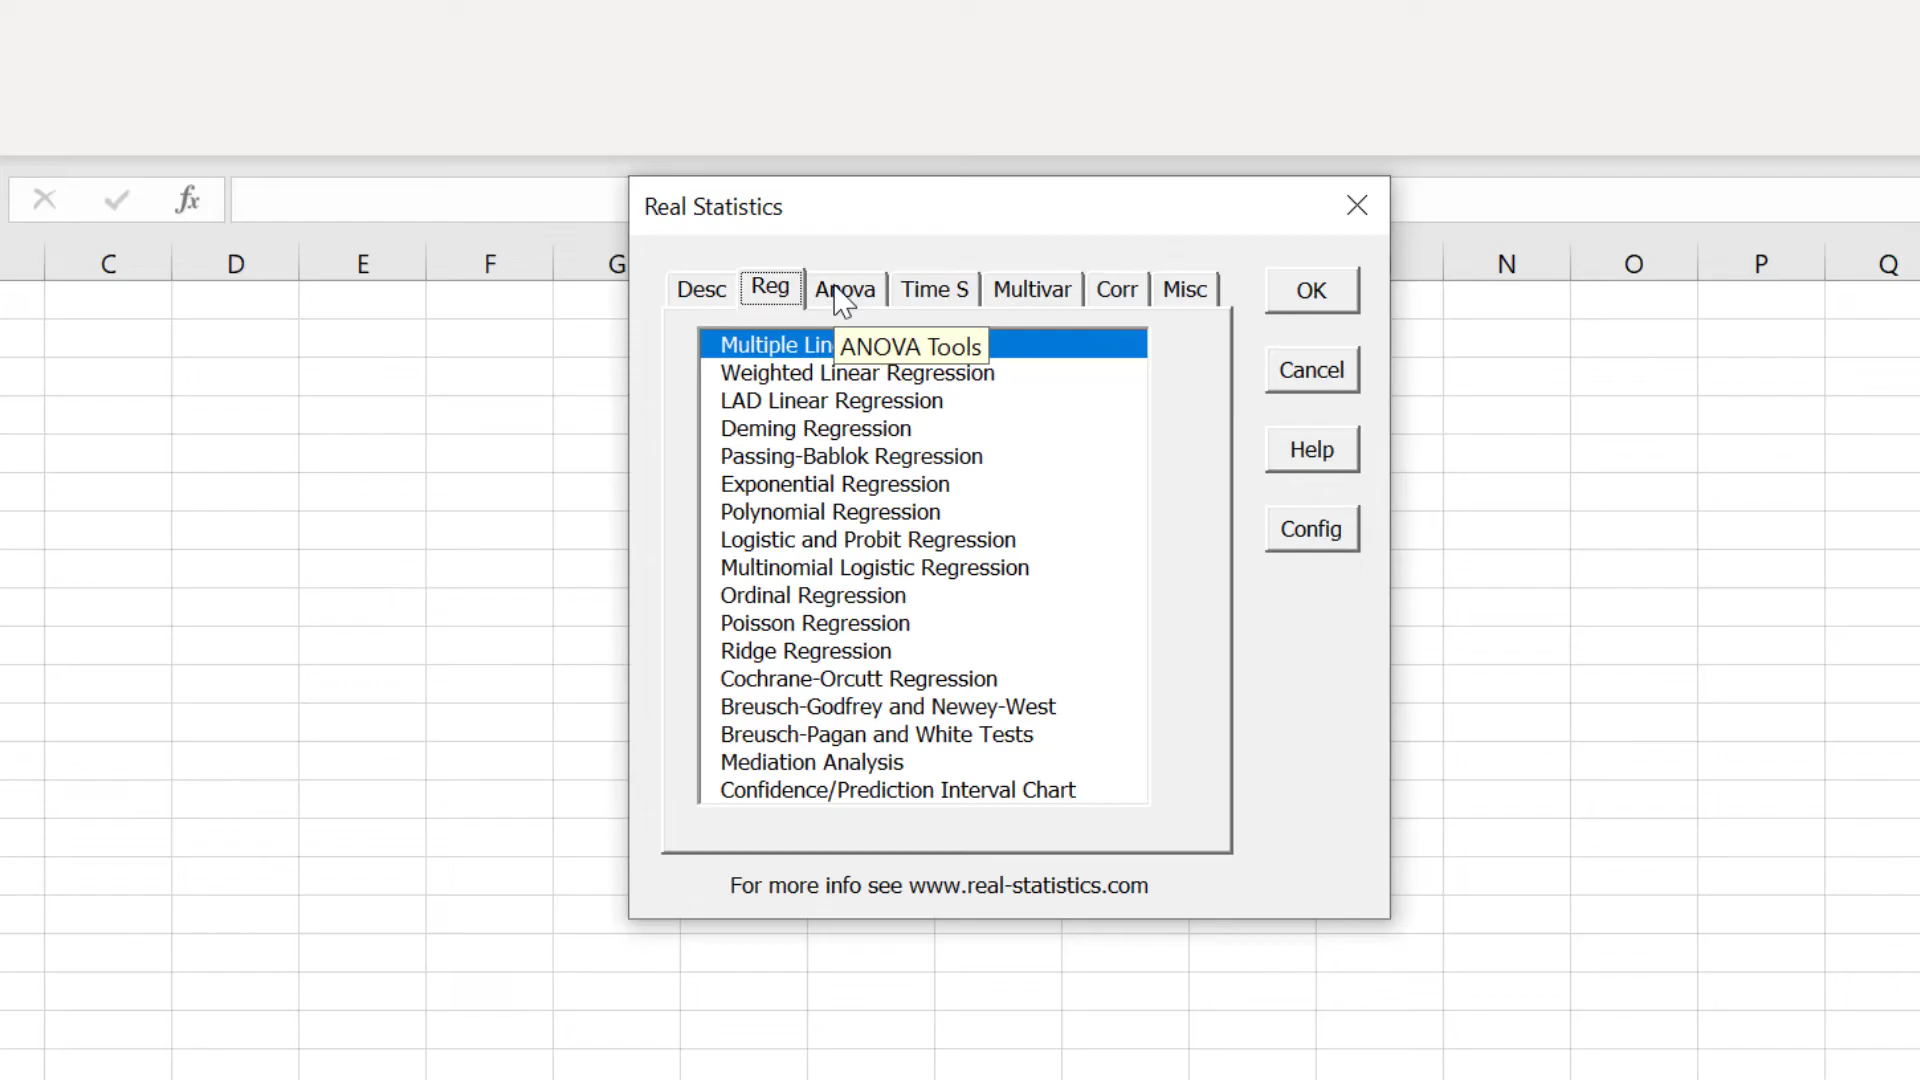 fx
Real Statistics
C D E F G N O P Q
Desc Reg Anova Time S Multivar Corr Misc
OK
ANOVA Tools
Multiple Lin
Weighted Linear Regression
Cancel
LAD Linear Regression
Deming Regression
Passing-Bablok Regression
Help
Exponential Regression
Polynomial Regression
Config
Logistic and Probit Regression
Multinomial Logistic Regression
Ordinal Regression
Poisson Regression
Ridge Regression
Cochrane-Orcutt Regression
Breusch-Godfrey and Newey-West
Breusch-Pagan and White Tests
Mediation Analysis
Confidence/Prediction Interval Chart
For more info see www.real-statistics.com